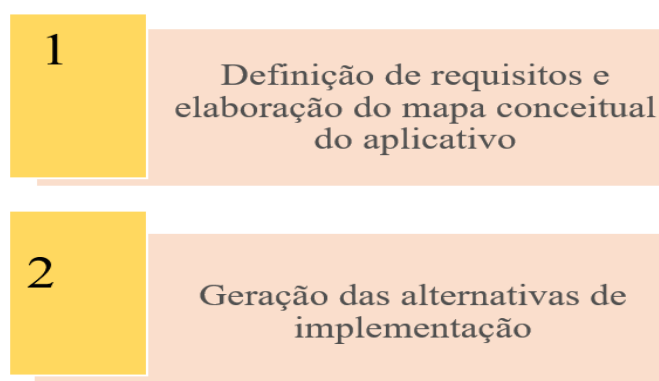 1
Definição de requisitos e
elaboração do mapa conceitual
do aplicativo
2
Geração das alternativas de
implementação